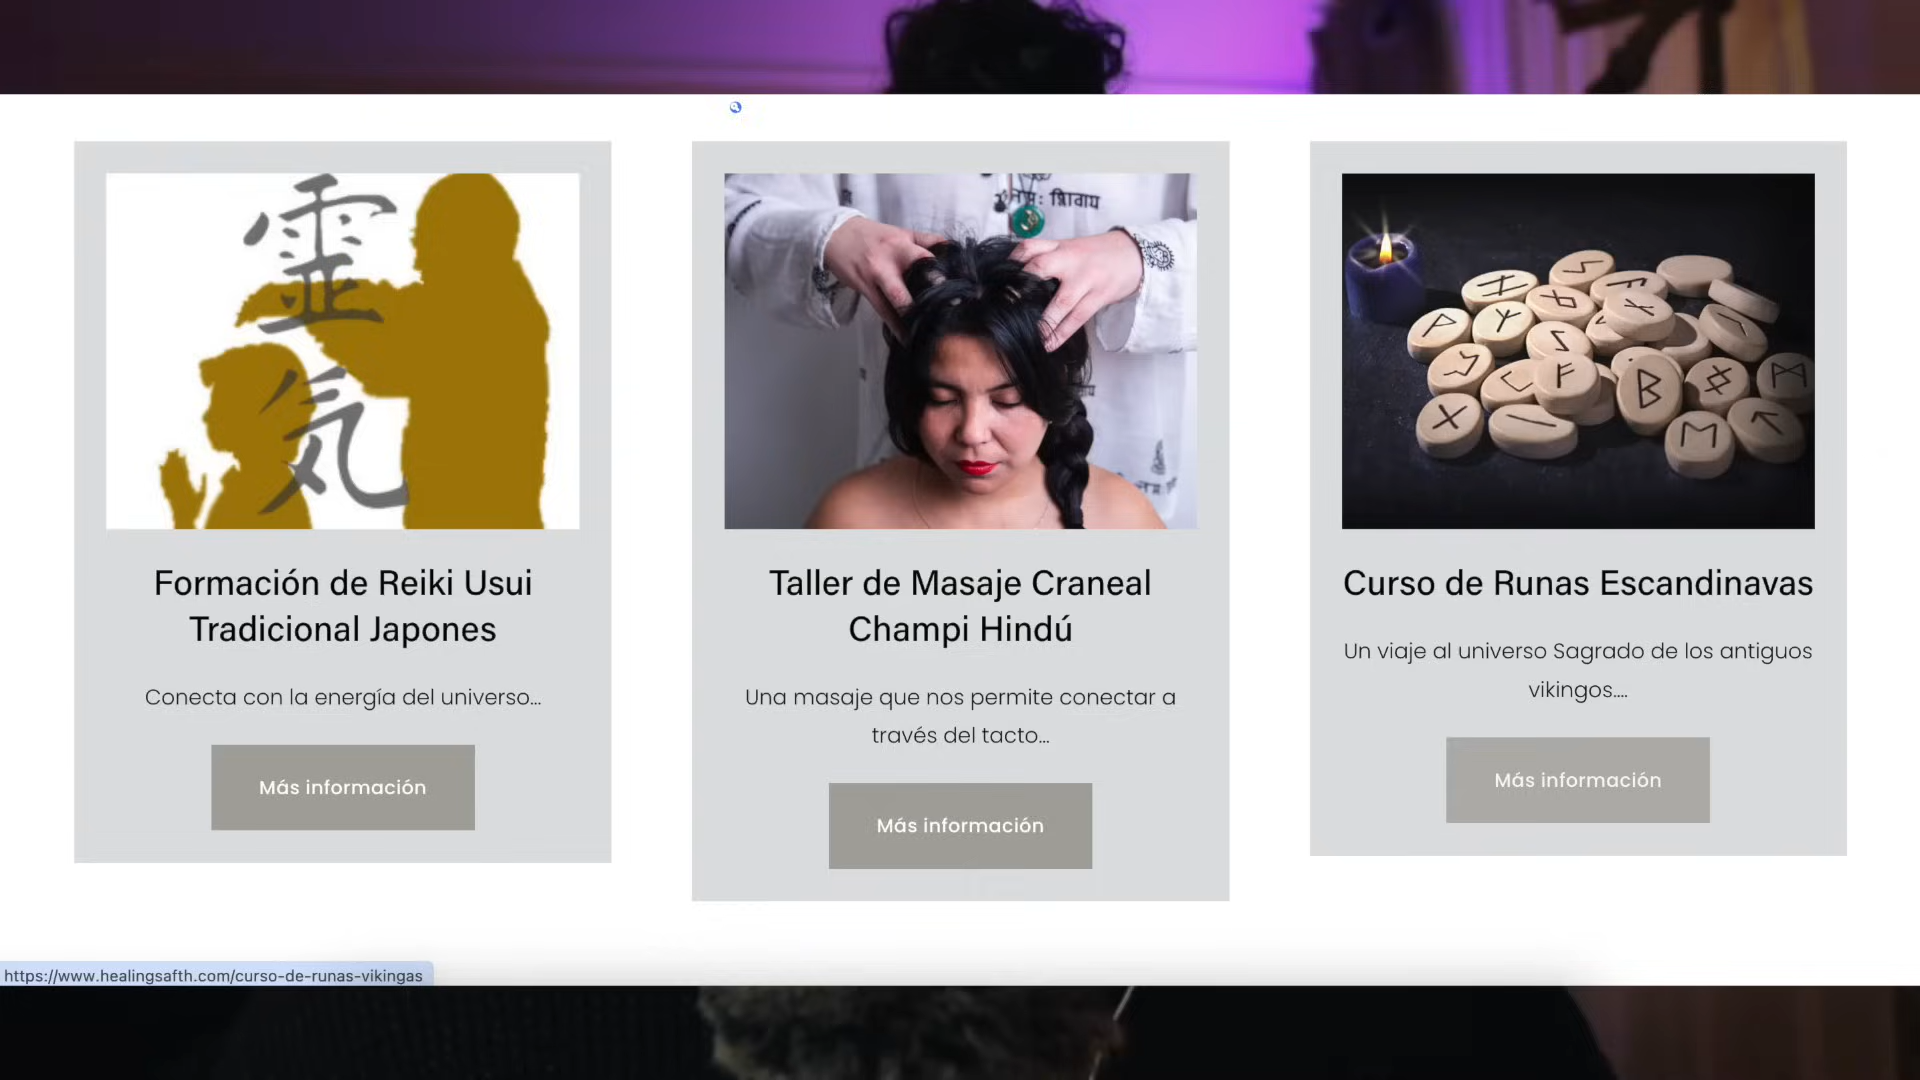 霊
気
Formación de Reiki Usui
Tradicional Japones
Conecta con la energía del universo...
Más información
Taller de Masaje Craneal
Champi Hindú
Una masaje que nos permite conectar a
través del tacto...
Más información
Curso de Runas Escandinavas
Un viaje al universo Sagrado de los antiguos
vikingos....
Más información
https://www.healingsafth.com/curso-de-runas-vikingas